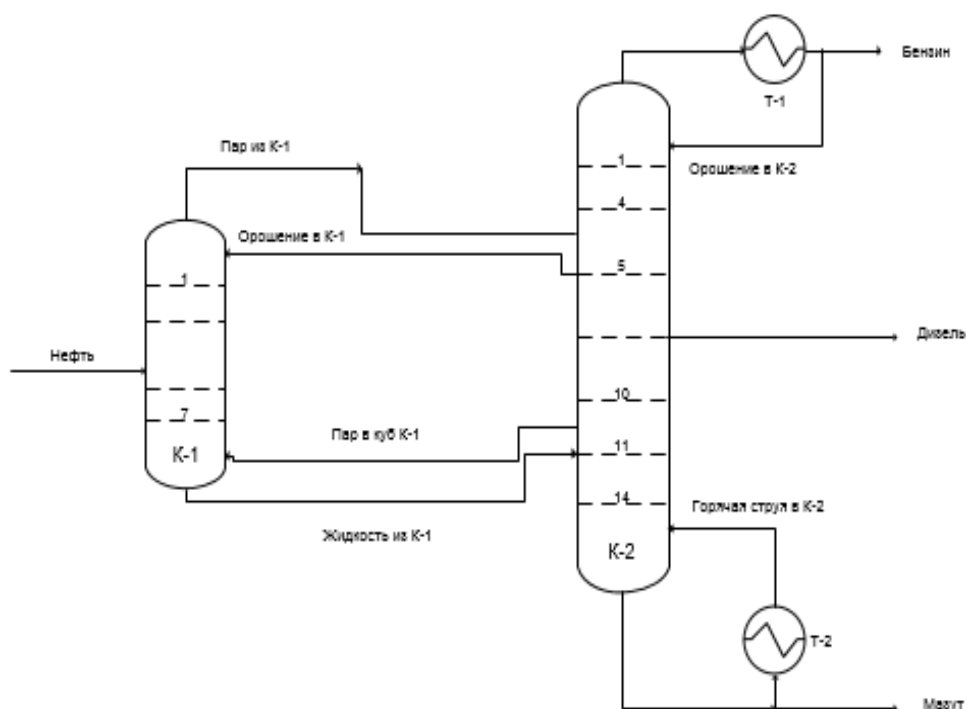 Бензин
Т-1
Пар из К-1
1
Орошение в К-2
4
Орошение в К-1
5
1
Нефть
Дизель
10
7
Пар в куб К-1
11
К-1
14
Горячая струя в К-2
Жидкость из К-1
К-2
Т-2
Мазут